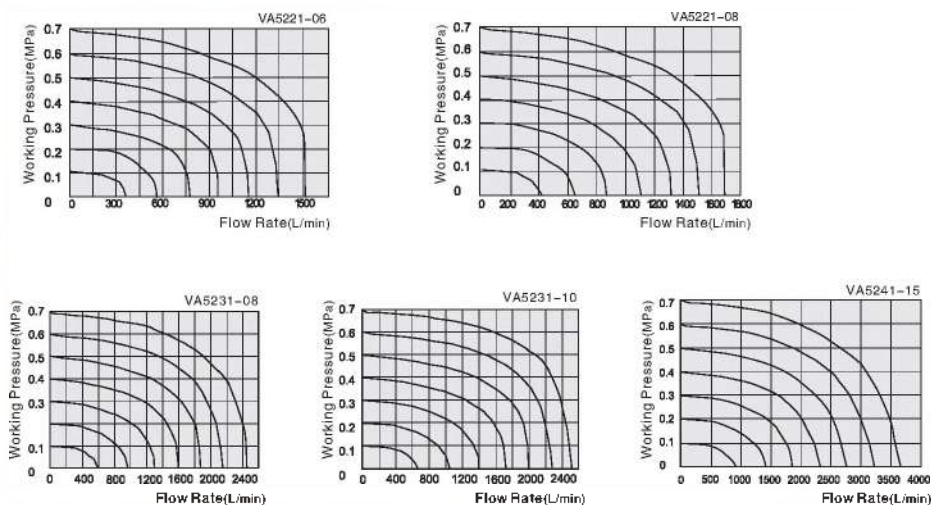 VA5221-06
Working Pressure(MPa)
0.7
0.6
0.5
0.4
0.3
0.2
0.1
0
0 300 600 900 1200 1500
Flow Rate(L/min)
VA5221-08
Working Pressure(MPa)
0.7
0.6
0.5
0.4
0.3
0.2
0.1
0
0 200 400 600 800 1000 1200 1400 1600 1800
Flow Rate(L/min)
VA5231-08
Working Pressure(MPa)
0.7
0.6
0.5
0.4
0.3
0.2
0.1
0
0 400 800 1200 1600 2000 2400
Flow Rate(L/min)
VA5231-10
Working Pressure(MPa)
0.7
0.6
0.5
0.4
0.3
0.2
0.1
0
0 400 800 1200 1600 2000 2400
Flow Rate(L/min)
VA5241-15
Working Pressure(MPa)
0.7
0.6
0.5
0.4
0.3
0.2
0.1
0
0 500 1000 1500 2000 2500 3000 3500 4000
Flow Rate(L/min)